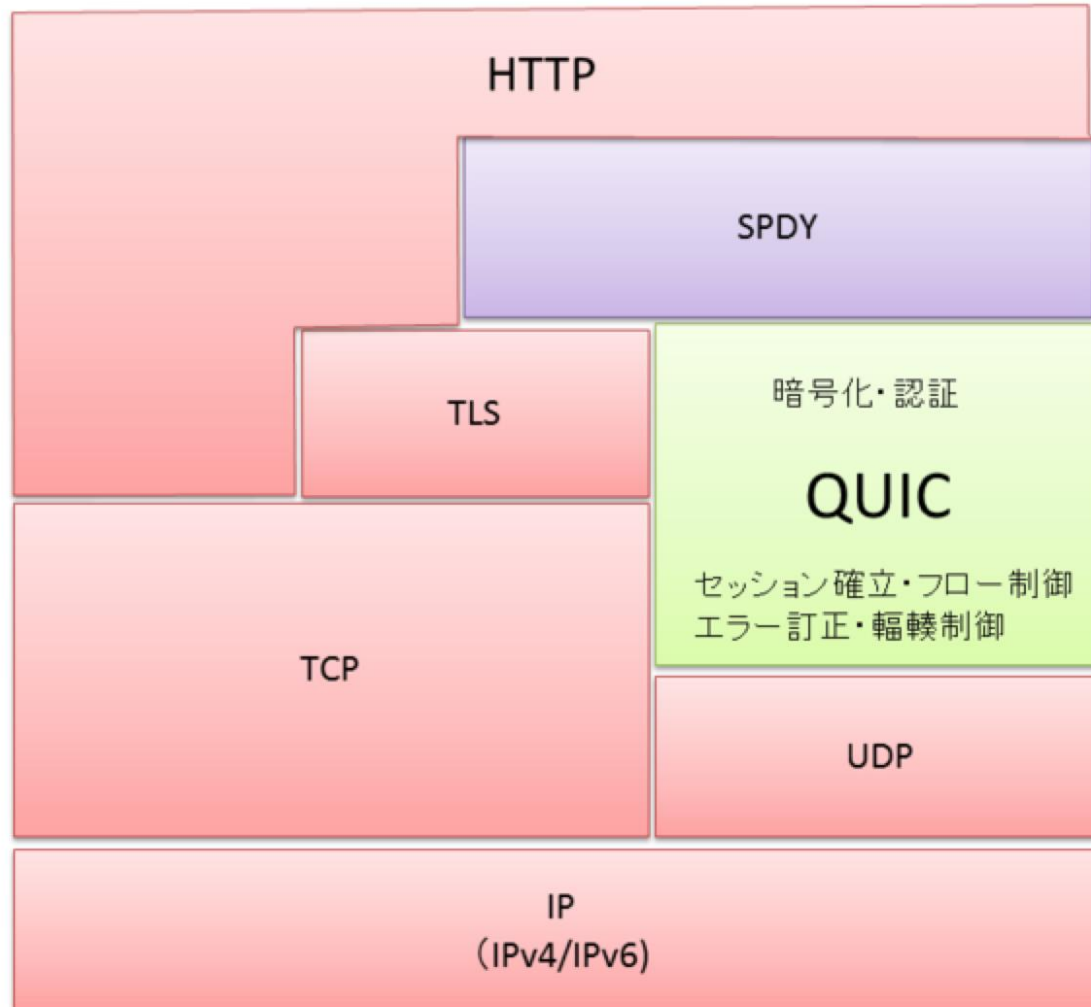 HTTP
SPDY
TLS
暗号化・認証
QUIC
セッション確立・フロー制御
エラー訂正・輻輳制御
TCP
UDP
IP
(IPv4/IPv6)